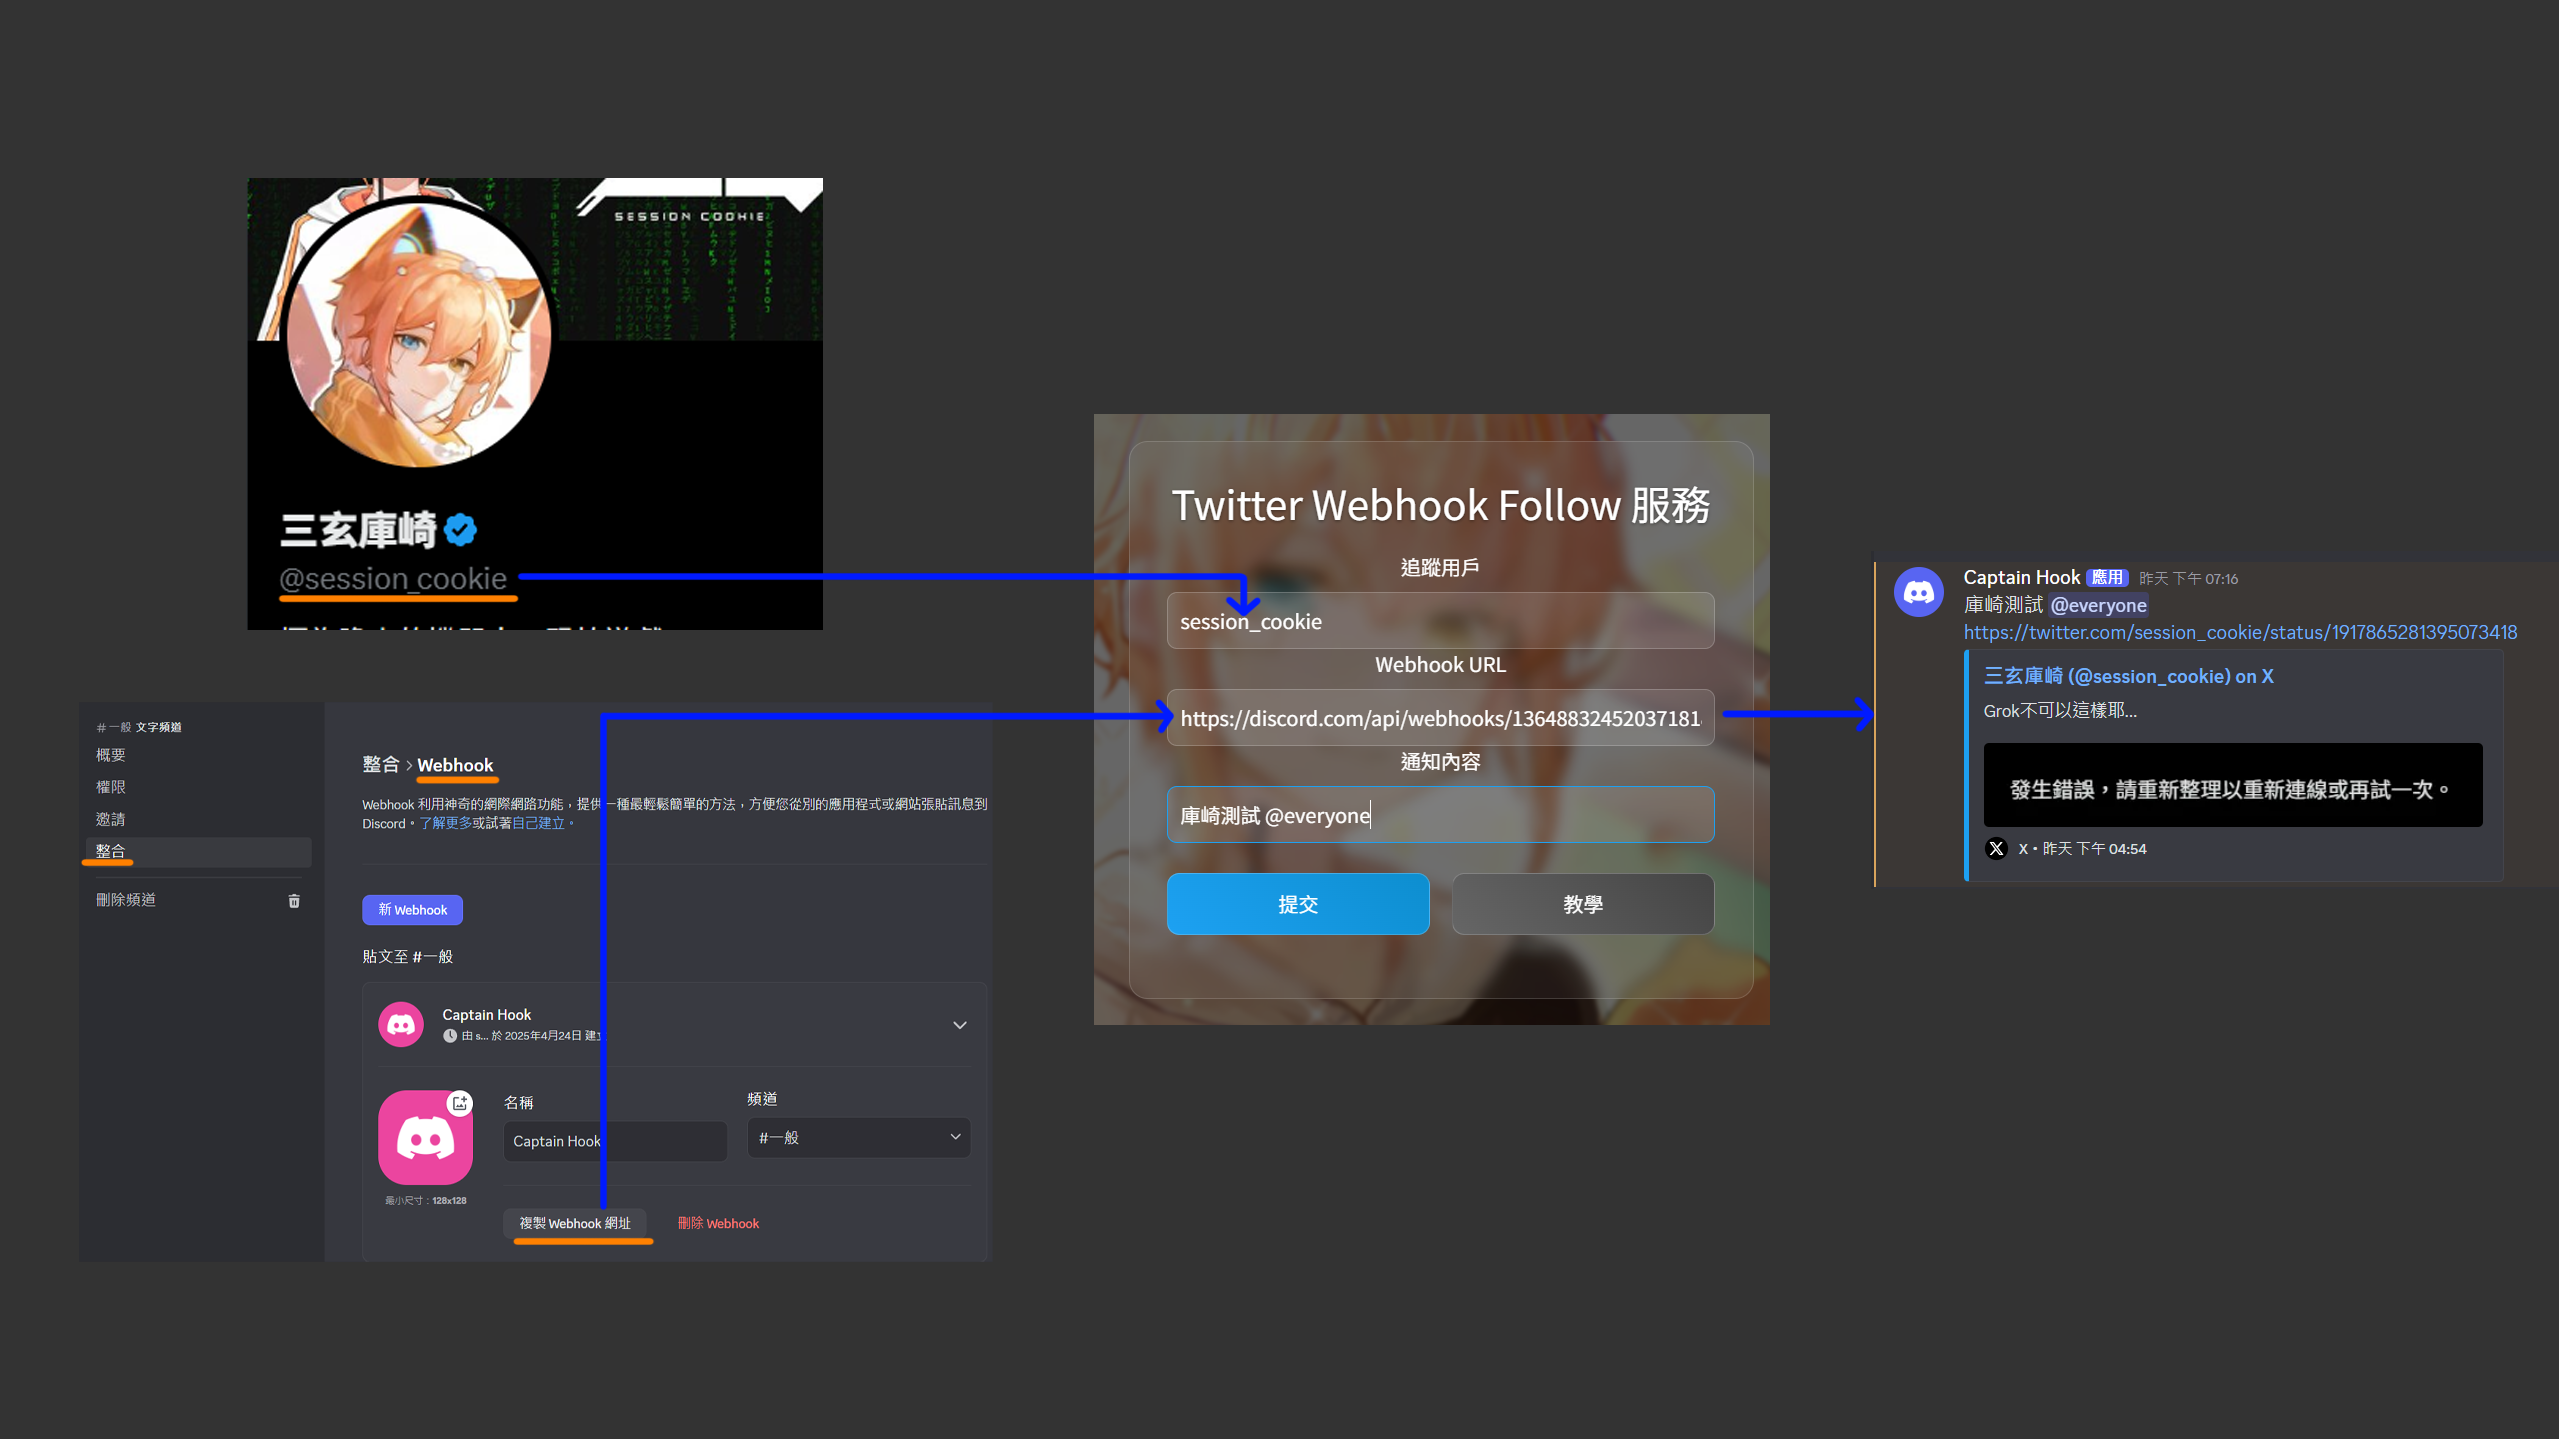 SESSION COOKIE
三玄庫崎
@session_cookie
# 一般 文字頻道
概要
權限
邀請
整合
刪除頻道
整合 > Webhook
Webhook 利用神奇的網際網路功能，提供一種最輕鬆簡單的方法，方便您從別的應用程式或網站張貼訊息到
Discord。了解更多或試著自己建立。
新 Webhook
貼文至 #一般
Captain Hook
由 s... 於 2025年4月24日 建立
名稱
頻道
Captain Hook
#一般
最小尺寸：128x128
複製 Webhook 網址
刪除 Webhook
Twitter Webhook Follow 服務
追蹤用戶
session_cookie
Webhook URL
https://discord.com/api/webhooks/13648832452037181
通知內容
庫崎測試 @everyone
提交
教學
Captain Hook 應用 昨天 下午 07:16
庫崎測試 @everyone
https://twitter.com/session_cookie/status/1917865281395073418
三玄庫崎 (@session_cookie) on X
Grok不可以這樣耶...
發生錯誤，請重新整理以重新連線或再試一次。
X • 昨天 下午 04:54